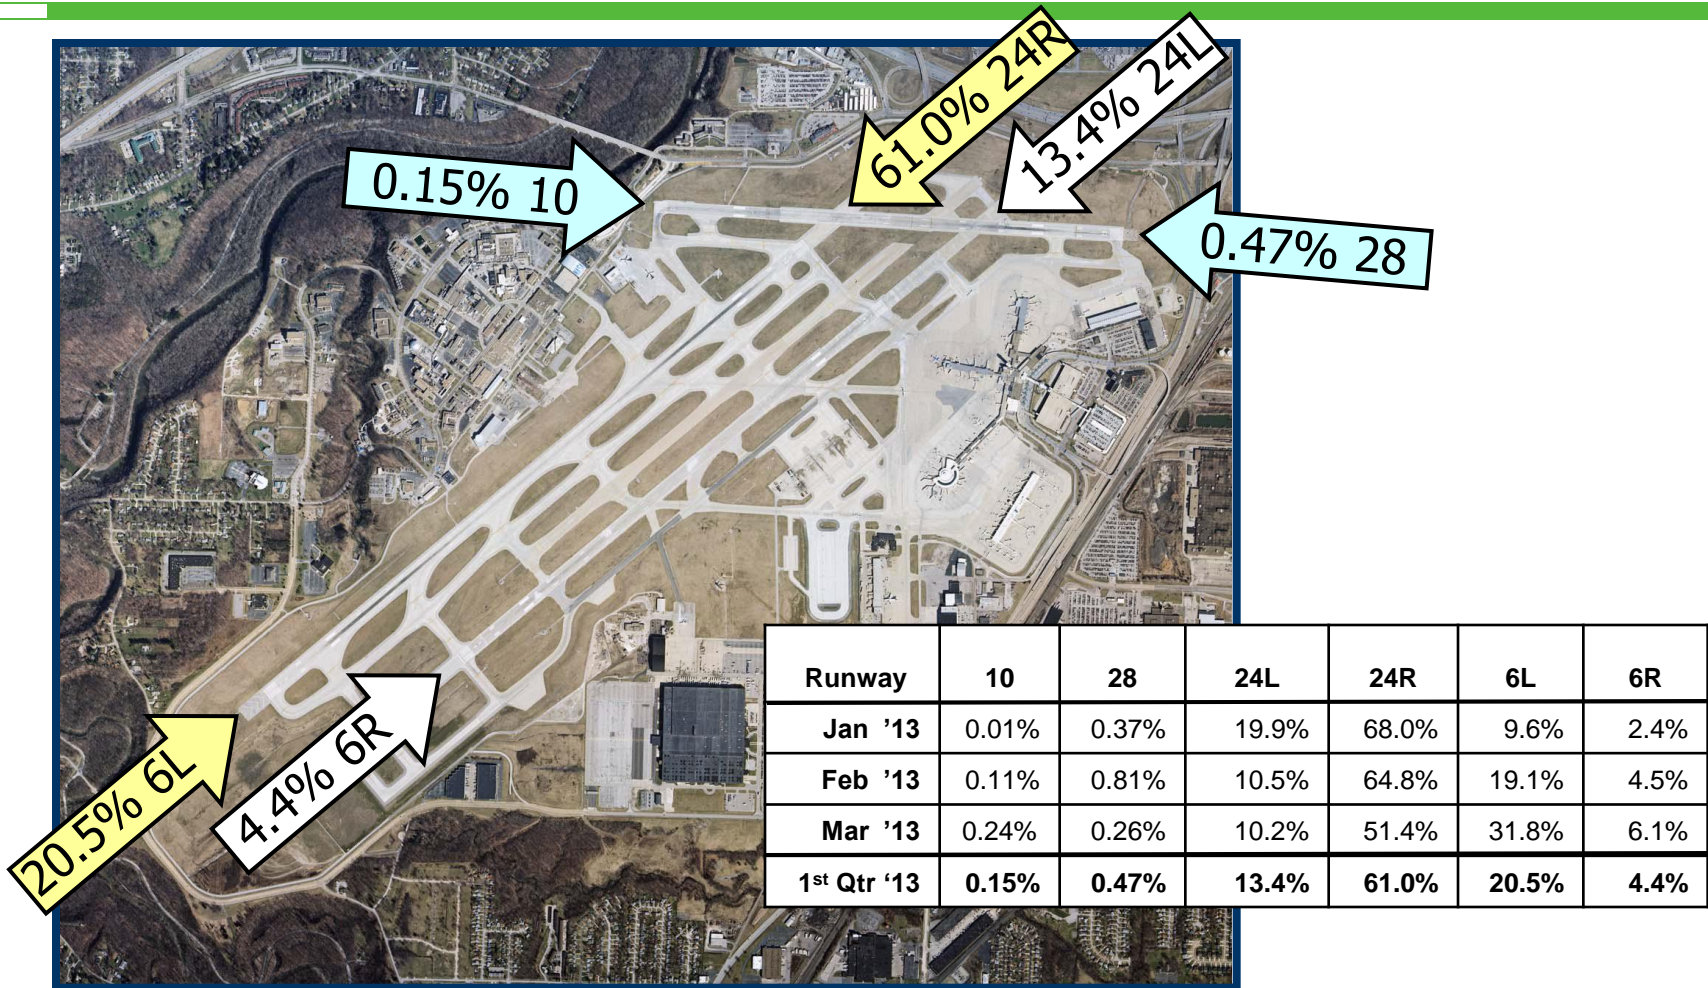 61.0% 24R
13.4% 24L
0.15% 10
0.47% 28
20.5% 6L
4.4% 6R
Runway 10 28 24L 24R 6L 6R
Jan ’13 0.01% 0.37% 19.9% 68.0% 9.6% 2.4%
Feb ’13 0.11% 0.81% 10.5% 64.8% 19.1% 4.5%
Mar ’13 0.24% 0.26% 10.2% 51.4% 31.8% 6.1%
1st Qtr ‘13 0.15% 0.47% 13.4% 61.0% 20.5% 4.4%